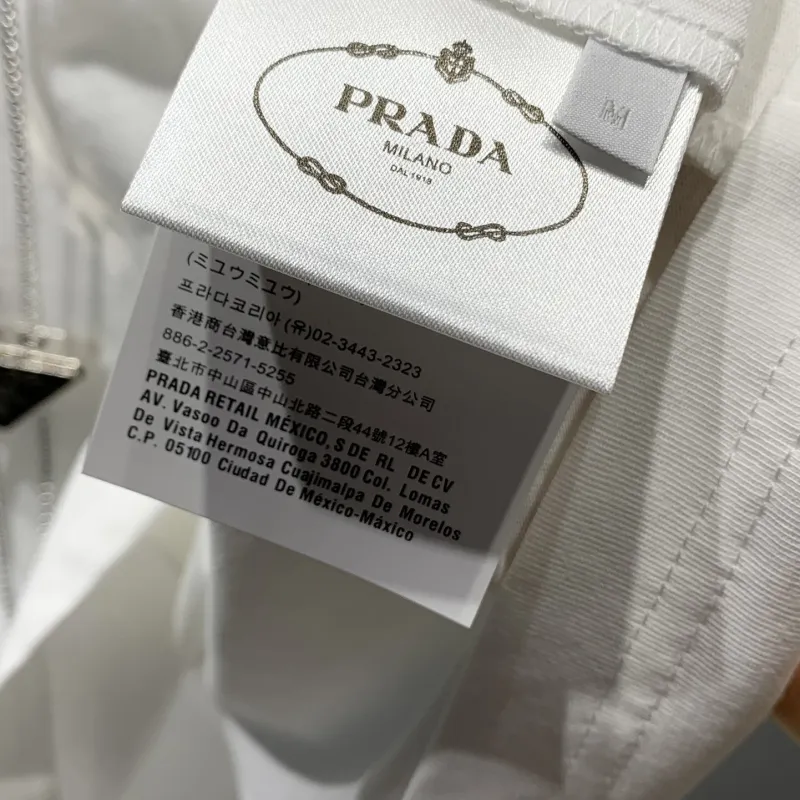 PRADA
MILANO
DAL 1913
M
(ミユウミユウ)
프라다코리아 (유)02-3443-2323
香港商台灣意比有限公司台灣分公司
886-2-2571-5255
臺北市中山區中山北路二段44號12樓A室
PRADA RETAIL MÉXICO, S DE RL DE CV
AV. Vasoo Da Quiroga 3800 Col. Lomas
De Vista Hermosa Cuajimalpa De Morelos
C.P. 05100 Ciudad De México-Máxico